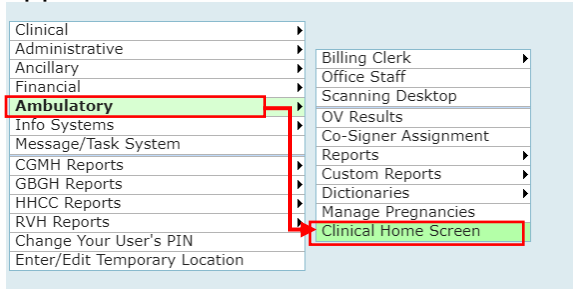 Clinical
Administrative
Ancillary
Financial
Ambulatory
Info Systems
Message/Task System
CGMH Reports
GBGH Reports
HHCC Reports
RVH Reports
Change Your User's PIN
Enter/Edit Temporary Location
Billing Clerk
Office Staff
Scanning Desktop
OV Results
Co-Signer Assignment
Reports
Custom Reports
Dictionaries
Manage Pregnancies
Clinical Home Screen